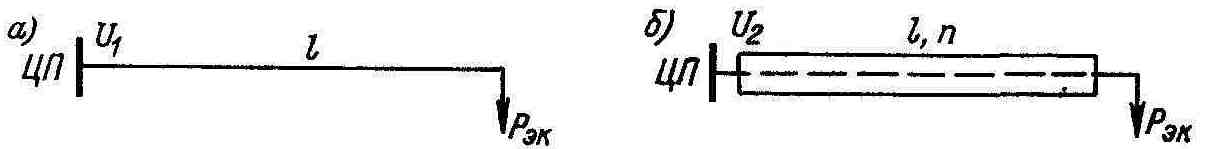 а) U₁ l
ЦП
Pэк
б) U₂ l, n
ЦП
Pэк